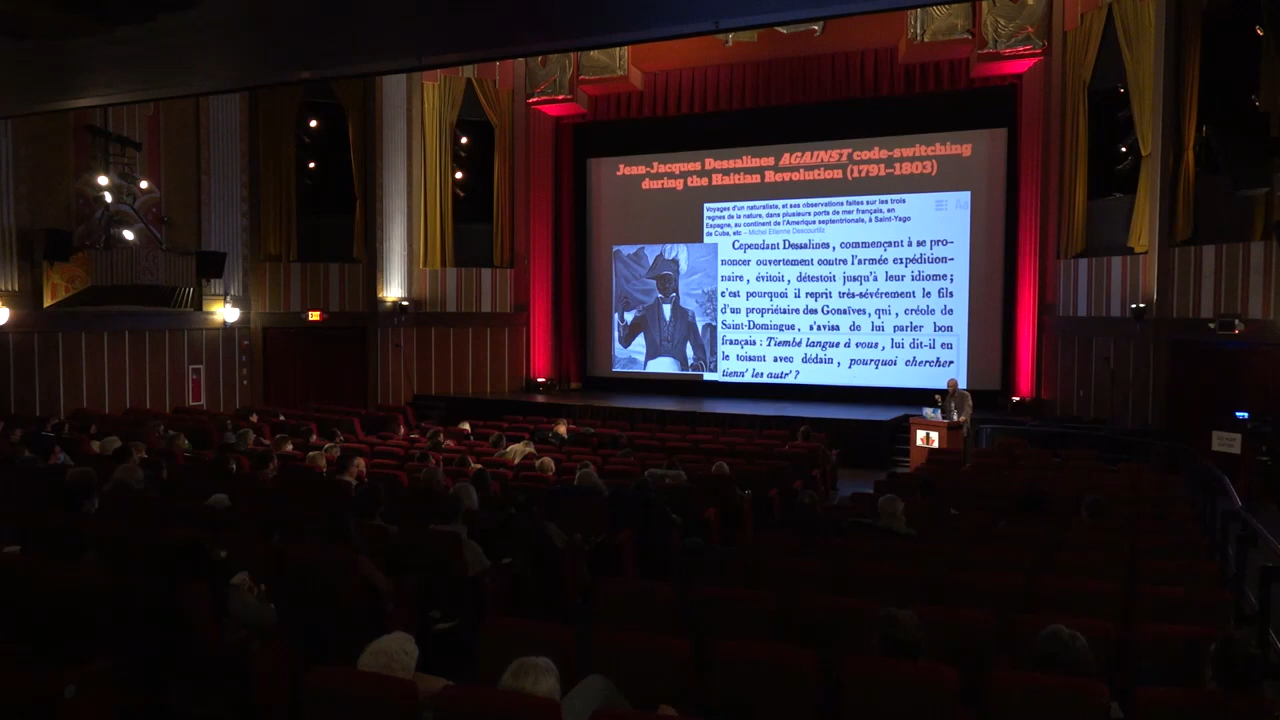 Jean-Jacques Dessalines AGAINST code-switching
during the Haitian Revolution (1791–1803)
Voyages d'un naturaliste, et ses observations faites sur les trois
regnes de la nature, dans plusieurs ports de mer français, en
Espagne, au continent de l'Amerique septentrionale, à Saint-Yago
de Cuba, etc – Michel Etienne Descourtilz
Aa
Cependant Dessalines, commençant à se pro-
noncer ouvertement contre l'armée expédition-
naire, évitoit, détestoit jusqu'à leur idiome;
c'est pourquoi il reprit très-sévérement le fils
d'un propriétaire des Gonaïves, qui, créole de
Saint-Domingue, s'avisa de lui parler bon
français : Tiembé langue à vous, lui dit-il en
le toisant avec dédain, pourquoi chercher
tienn' les autr' ?